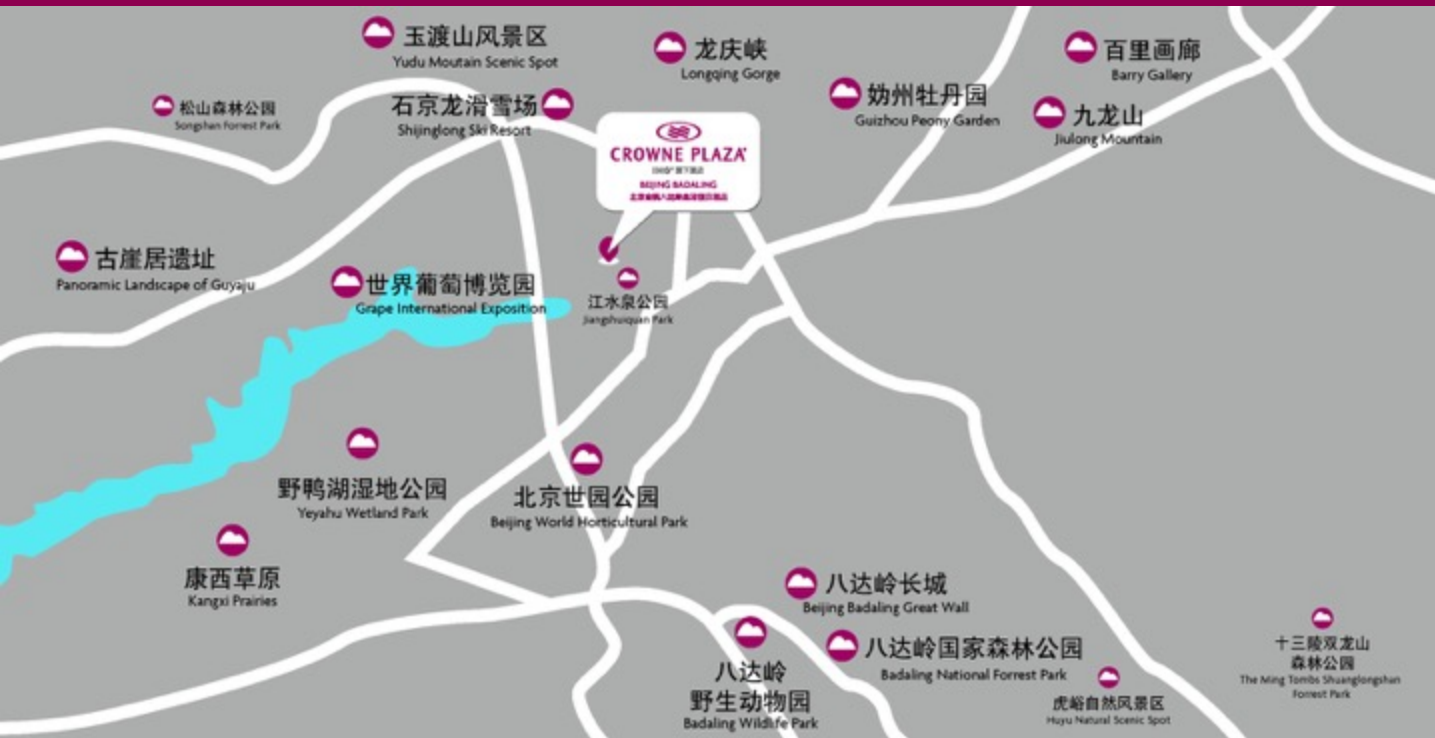 玉渡山风景区
Yudu Moutain Scenic Spot
龙庆峡
Longqing Gorge
百里画廊
Barry Gallery
松山森林公园
Songshan Forrest Park
石京龙滑雪场
Shijinglong Ski Resort
妫州牡丹园
Guizhou Peony Garden
九龙山
Jiulong Mountain
CROWNE PLAZA
BEIJING BADALING
古崖居遗址
Panoramic Landscape of Guyaju
世界葡萄博览园
Grape International Exposition
江水泉公园
Jiangshuiquan Park
野鸭湖湿地公园
Yeyahu Wetland Park
北京世园公园
Beijing World Horticultural Park
康西草原
Kangxi Prairies
八达岭长城
Beijing Badaling Great Wall
八达岭国家森林公园
Badaling National Forrest Park
八达岭
野生动物园
Badaling Wildlife Park
虎峪自然风景区
Huyu Natural Scenic Spot
十三陵双龙山
森林公园
The Ming Tombs Shuanglongshan
Forrest Park